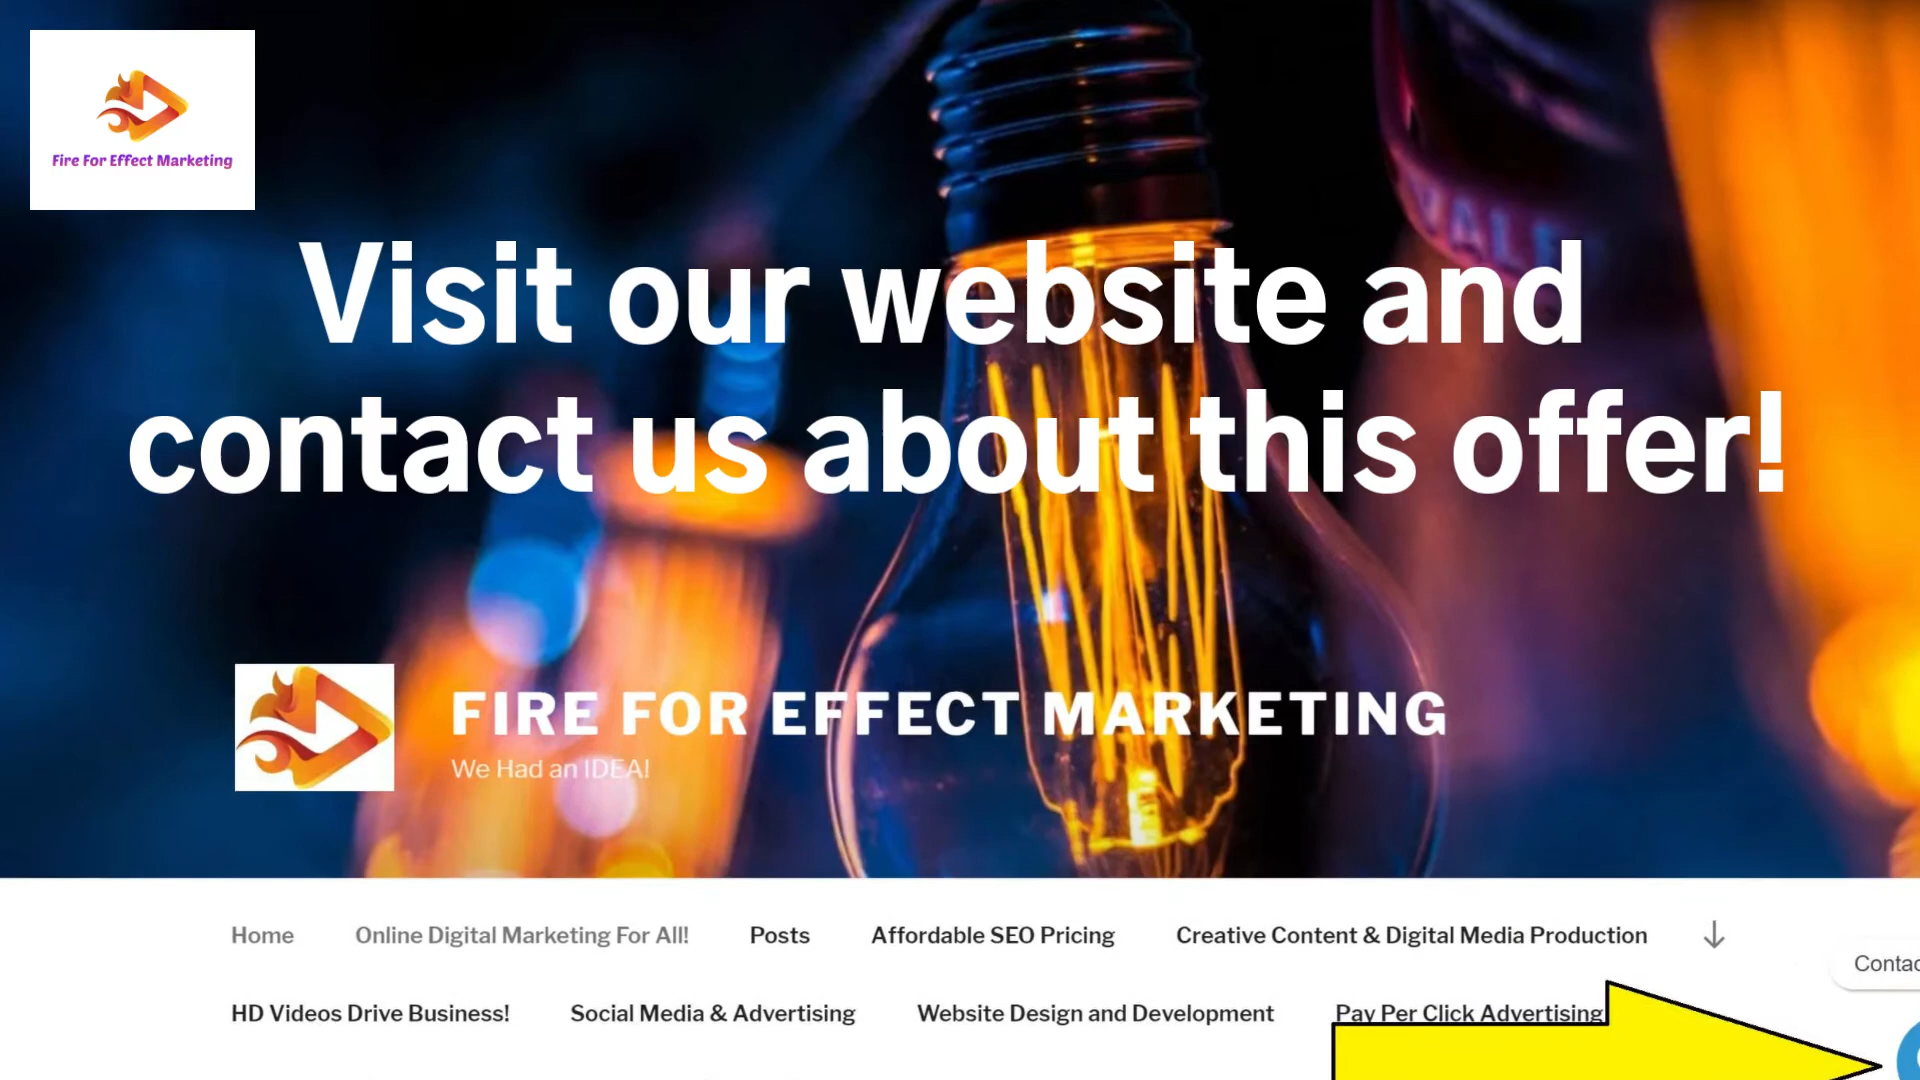 Fire For Effect Marketing
Visit our website and
contact us about this offer!
FIRE FOR EFFECT MARKETING
We Had an IDEA!
Home Online Digital Marketing For All! Posts Affordable SEO Pricing Creative Content & Digital Media Production
HD Videos Drive Business! Social Media & Advertising Website Design and Development Pay Per Click Advertising